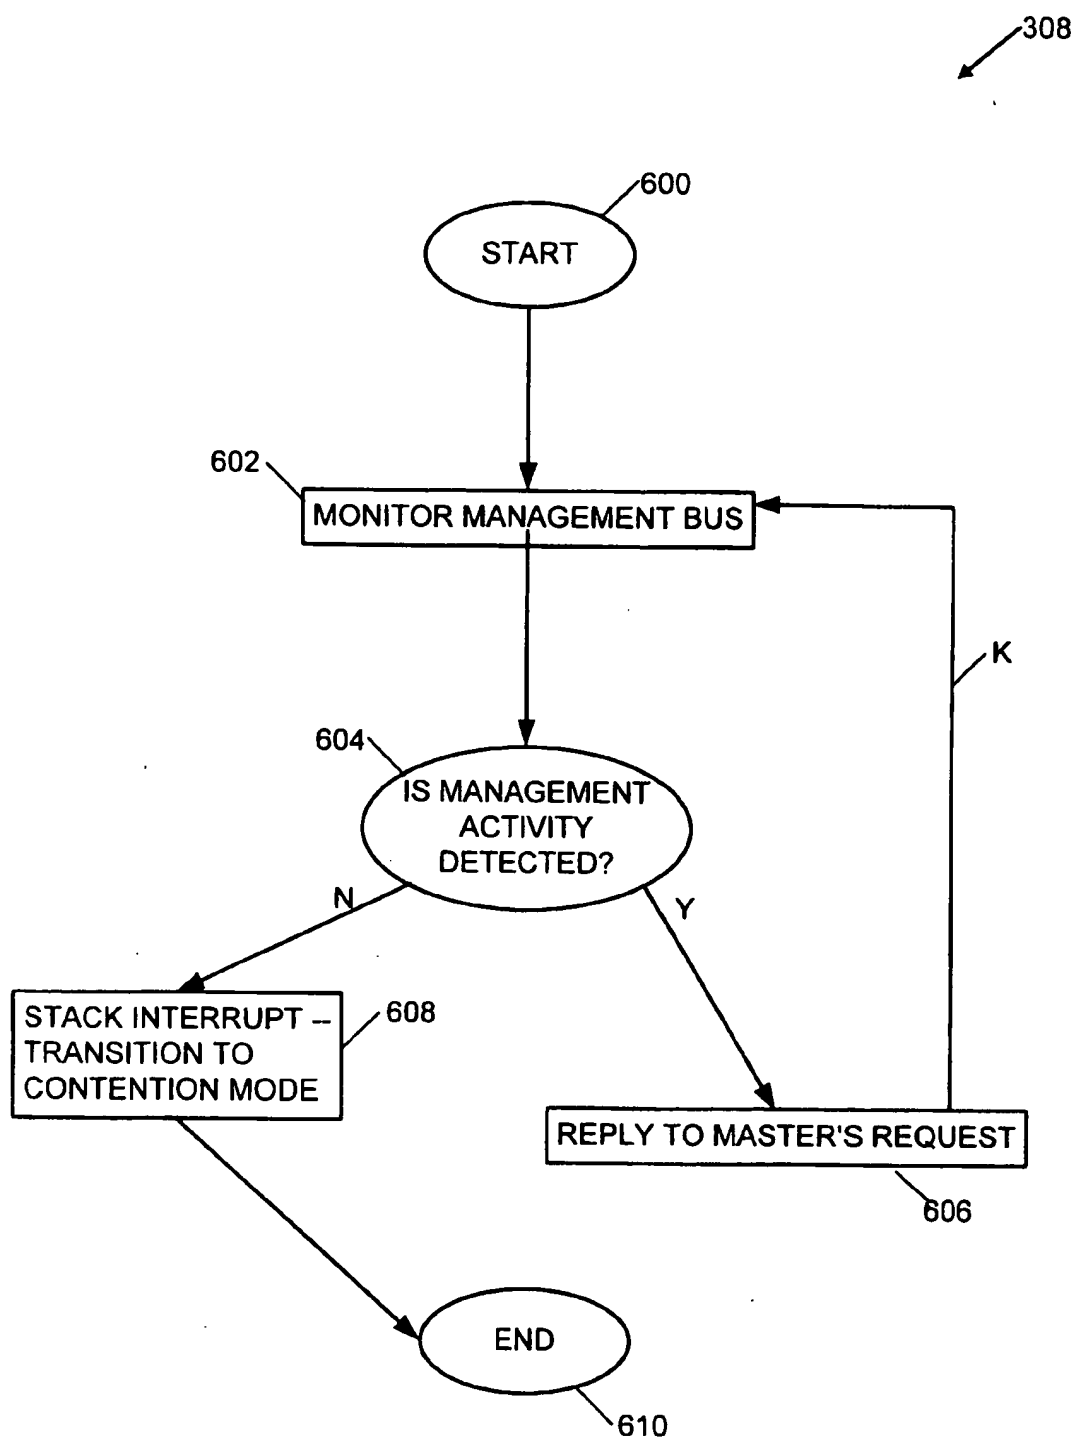 308
600
START
602
MONITOR MANAGEMENT BUS
K
604
IS MANAGEMENT
ACTIVITY
DETECTED?
N
Y
STACK INTERRUPT –
TRANSITION TO
CONTENTION MODE
608
REPLY TO MASTER'S REQUEST
606
END
610